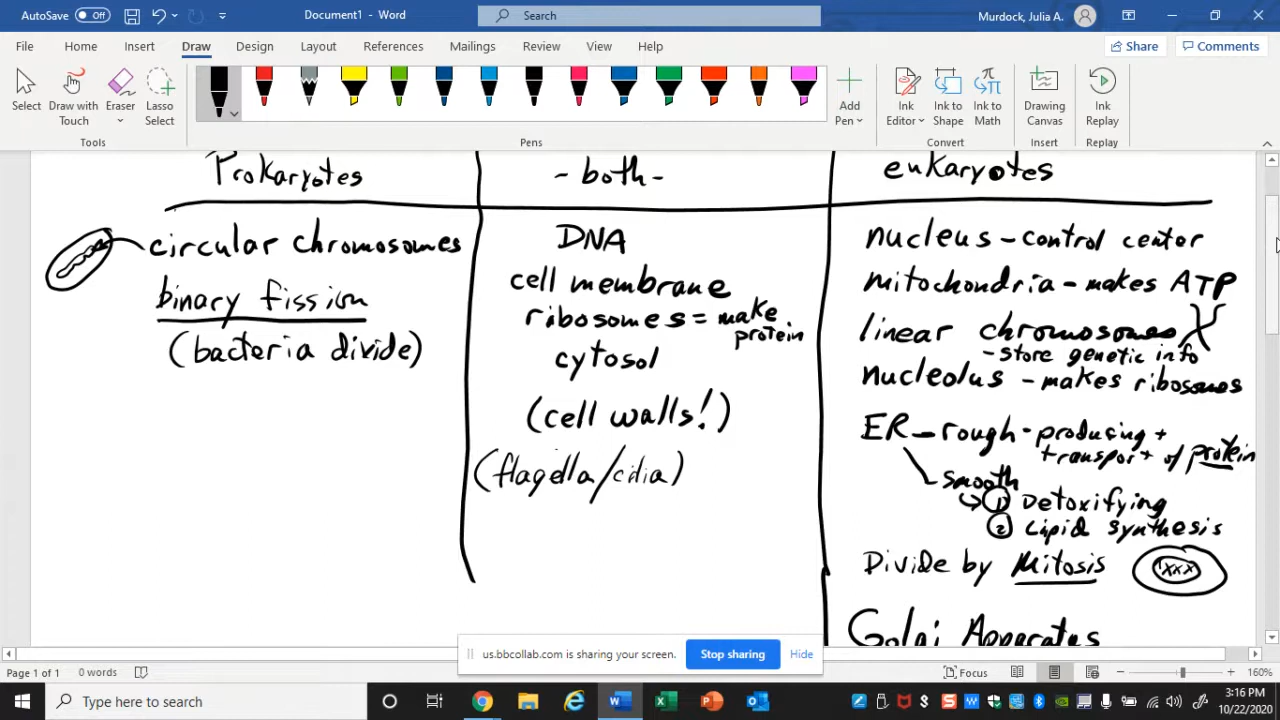 AutoSave Off
Document1 - Word
Search
Murdock, Julia A.
File Home Insert Draw Design Layout References Mailings Review View Help
Share Comments
Select
Draw with Touch
Eraser
Lasso Select
Add Pen
Ink Editor
Ink to Shape
Ink to Math
Drawing Canvas
Ink Replay
Tools Pens Convert Insert Replay
Prokaryotes
circular chromosomes
binary fission
(bacteria divide)
- both -
DNA
cell membrane
ribosomes = make
protein
cytosol
(cell walls!)
(flagella/cilia)
eukaryotes
nucleus - control center
mitochondria - makes ATP
linear chromosomes
- store genetic info
nucleolus - makes ribosomes
ER - rough - producing +
transport of protein
smooth
① Detoxifying
② Lipid synthesis
Divide by Mitosis
xxx
Golgi Apparatus
us.bbcollab.com is sharing your screen. Stop sharing Hide
Page 1 of 1 0 words
Focus
160%
Type here to search
3:16 PM
10/22/2020